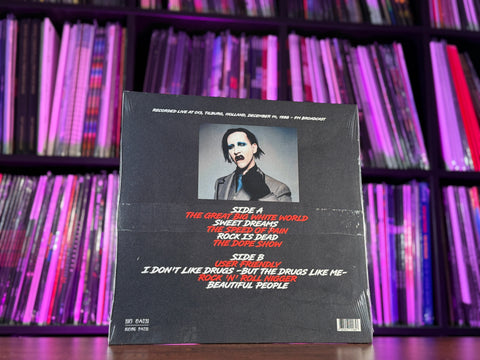 RECORDED LIVE AT 013, TILBURG, HOLLAND, DECEMBER 14, 1998 - FM BROADCAST
SIDE A
THE GREAT BIG WHITE WORLD
SWEET DREAMS
THE SPEED OF PAIN
ROCK IS DEAD
THE DOPE SHOW
SIDE B
USER FRIENDLY
I DON'T LIKE DRUGS -BUT THE DRUGS LIKE ME-
ROCK 'N' ROLL NIGGER
BEAUTIFUL PEOPLE